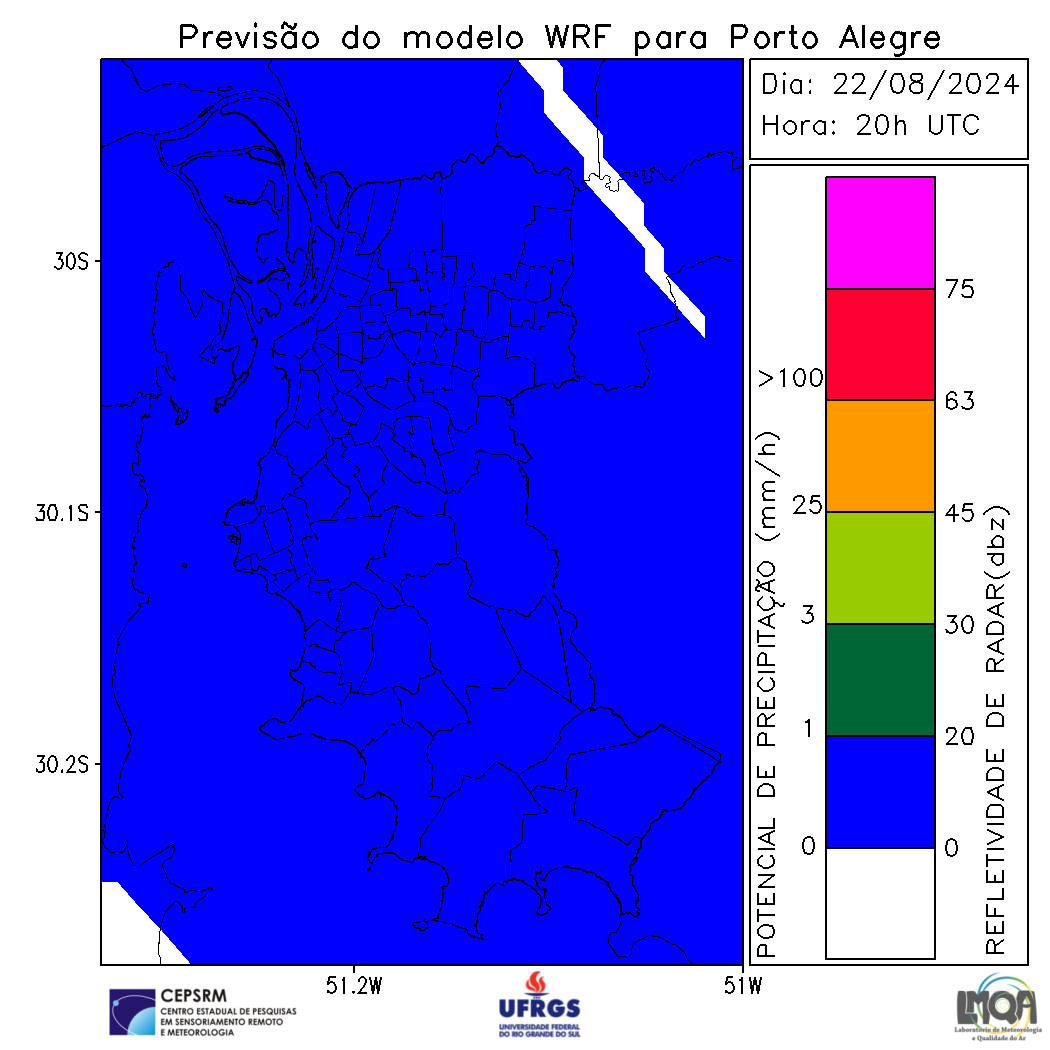 Previsão do modelo WRF para Porto Alegre
Dia: 22/08/2024
Hora: 20h UTC
30S
30.1S
30.2S
51.2W
51W
POTENCIAL DE PRECIPITAÇÃO (mm/h)
>100
25
3
1
0
75
63
45
30
20
0
REFLETIVIDADE DE RADAR(dbz)
CEPSRM
CENTRO ESTADUAL DE PESQUISAS
EM SENSORIAMENTO REMOTO
E METEOROLOGIA
UFRGS
UNIVERSIDADE FEDERAL
DO RIO GRANDE DO SUL
LMQA
Laboratório de Meteorologia
e Qualidade do Ar